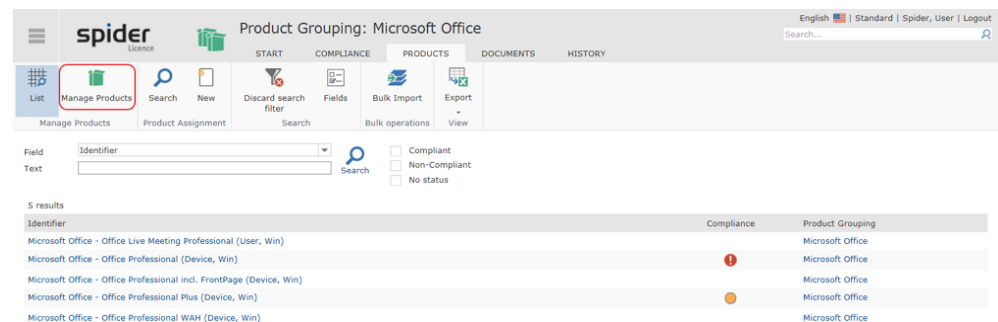 English | Standard | Spider, User | Logout
spider
Licence
Product Grouping: Microsoft Office
Search...
START COMPLIANCE PRODUCTS DOCUMENTS HISTORY
List Manage Products Search New Discard search filter Fields Bulk Import Export
Manage Products Product Assignment Search Bulk operations View
Field Identifier Compliant
Text Search Non-Compliant
No status
5 results
Identifier Compliance Product Grouping
Microsoft Office - Office Live Meeting Professional (User, Win) Microsoft Office
Microsoft Office - Office Professional (Device, Win) Microsoft Office
Microsoft Office - Office Professional incl. FrontPage (Device, Win) Microsoft Office
Microsoft Office - Office Professional Plus (Device, Win) Microsoft Office
Microsoft Office - Office Professional WAH (Device, Win) Microsoft Office